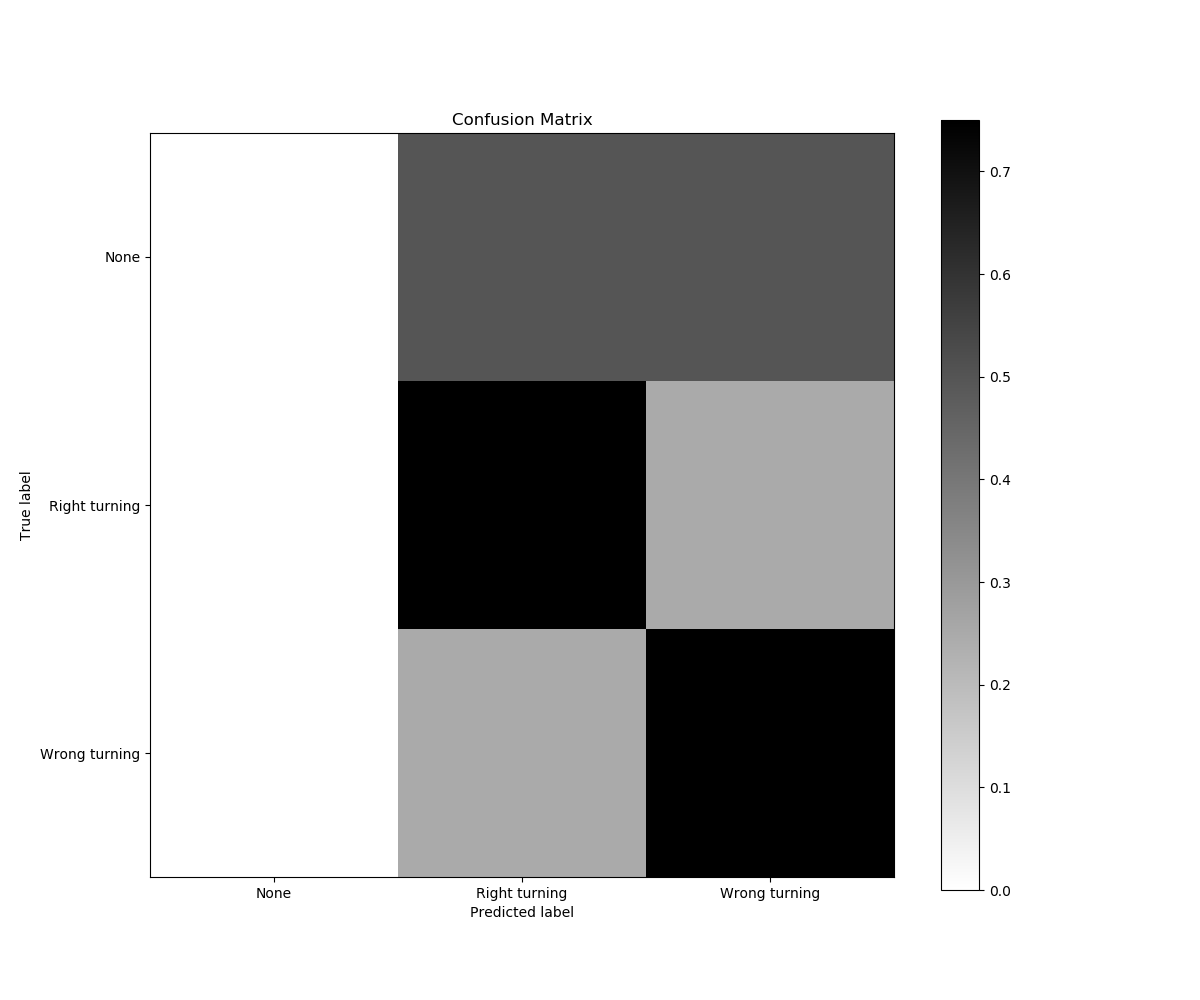 Confusion Matrix
True label
None
Right turning
Wrong turning
None Right turning Wrong turning
Predicted label
0.7
0.6
0.5
0.4
0.3
0.2
0.1
0.0